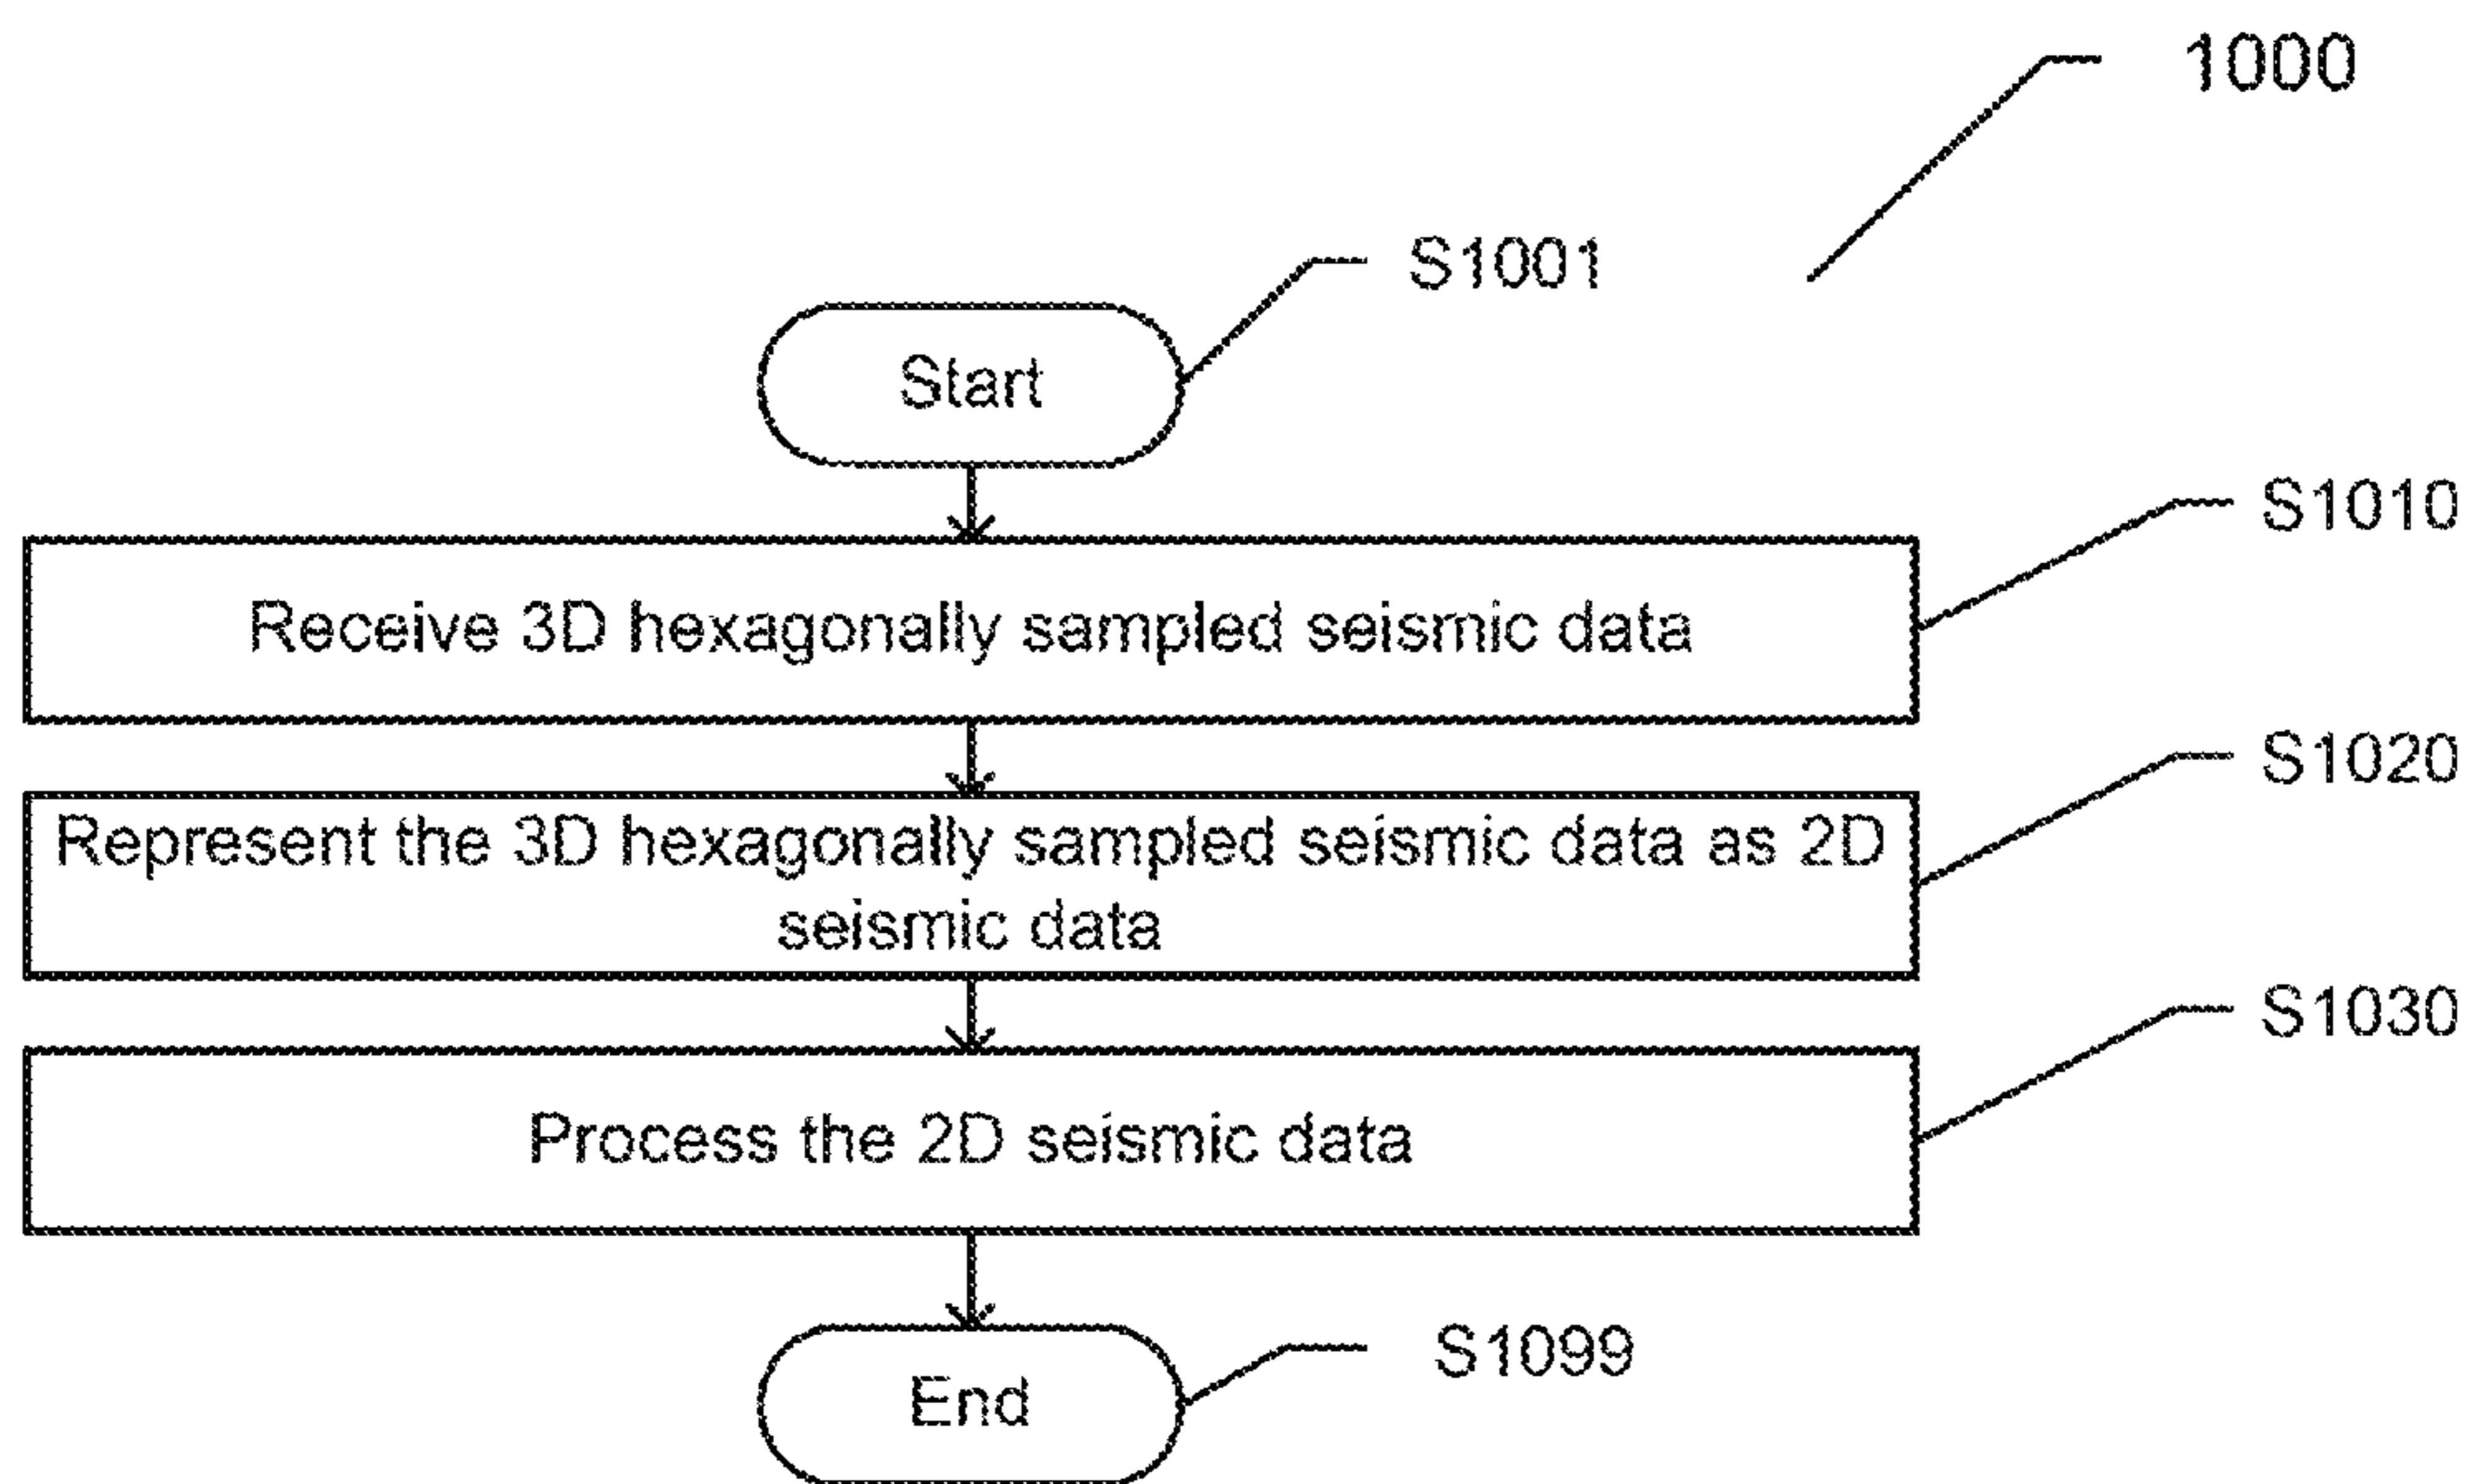 1000
S1001
Start
S1010
Receive 3D hexagonally sampled seismic data
S1020
Represent the 3D hexagonally sampled seismic data as 2D
seismic data
S1030
Process the 2D seismic data
S1099
End